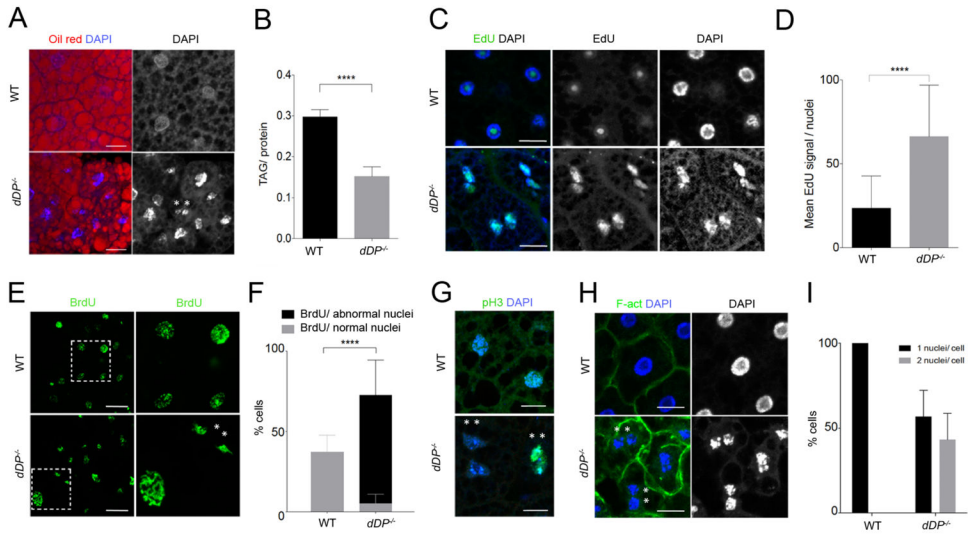 A
Oil red DAPI
DAPI
WT
dDP-/-
* *
B
****
TAG/ protein
0.4
0.3
0.2
0.1
0.0
WT
dDP-/-
C
EdU DAPI
EdU
DAPI
WT
dDP-/-
D
****
Mean EdU signal / nuclei
100
50
0
WT
dDP-/-
E
BrdU
BrdU
WT
dDP-/-
* *
F
BrdU/ abnormal nuclei
BrdU/ normal nuclei
****
% cells
100
50
0
WT
dDP-/-
G
pH3 DAPI
WT
dDP-/-
* *
* *
H
F-act DAPI
DAPI
WT
dDP-/-
* *
* *
I
1 nuclei/ cell
2 nuclei/ cell
% cells
100
50
0
WT
dDP-/-